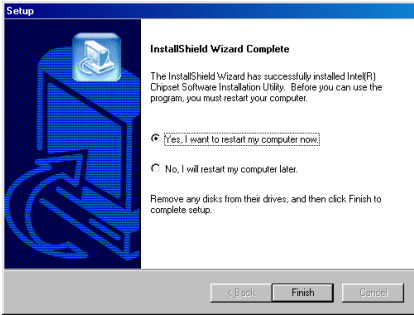 Setup
InstallShield Wizard Complete
The InstallShield Wizard has successfully installed Intel(R)
Chipset Software Installation Utility. Before you can use the
program, you must restart your computer.
Yes, I want to restart my computer now.
No, I will restart my computer later.
Remove any disks from their drives, and then click Finish to
complete setup.
< Back Finish Cancel